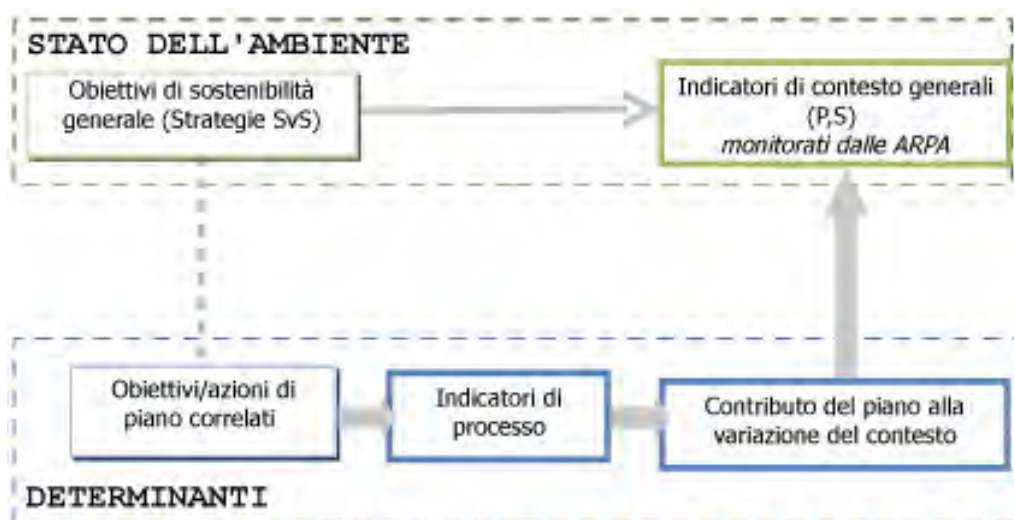 STATO DELL'AMBIENTE
Obiettivi di sostenibilità
generale (Strategie SvS)
Indicatori di contesto generali
(P,S)
monitorati dalle ARPA
Obiettivi/azioni di
piano correlati
Indicatori di
processo
Contributo del piano alla
variazione del contesto
DETERMINANTI